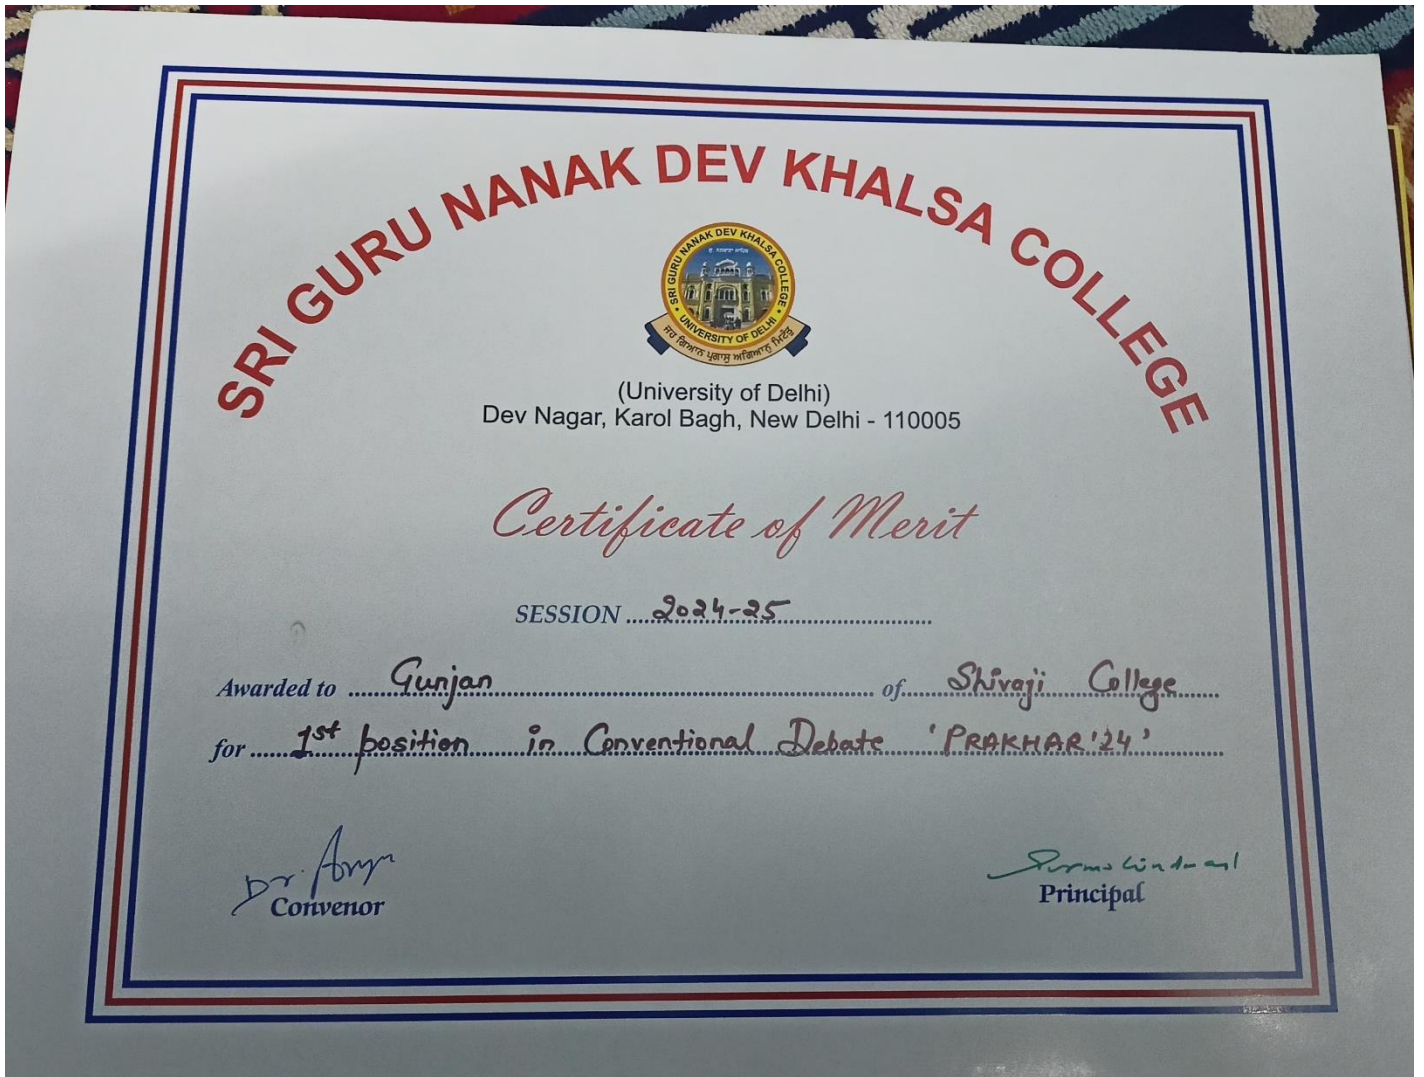 SRI GURU NANAK DEV KHALSA COLLEGE
SRI GURU NANAK DEV KHALSA COLLEGE
UNIVERSITY OF DELHI
(University of Delhi)
Dev Nagar, Karol Bagh, New Delhi - 110005
Certificate of Merit
SESSION 2024-25
Awarded to Gunjan of Shivaji College
for 1st position in Conventional Debate 'PRAKHAR'24'
Dr.
Convenor
Principal